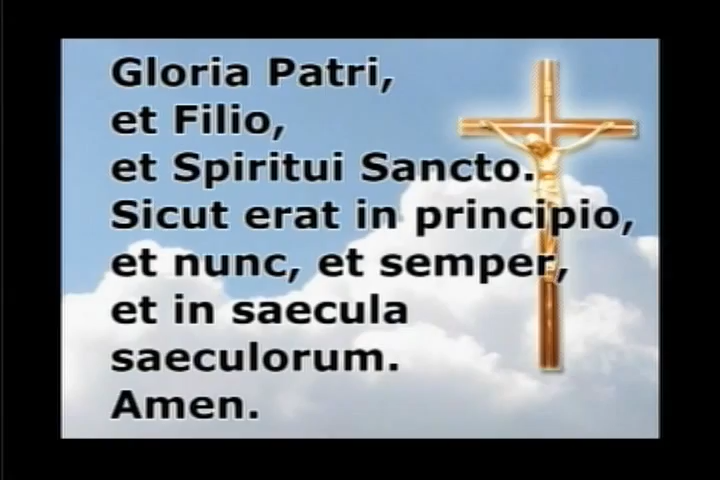 Gloria Patri,
et Filio,
et Spiritui Sancto.
Sicut erat in principio,
et nunc, et semper,
et in saecula
saeculorum.
Amen.